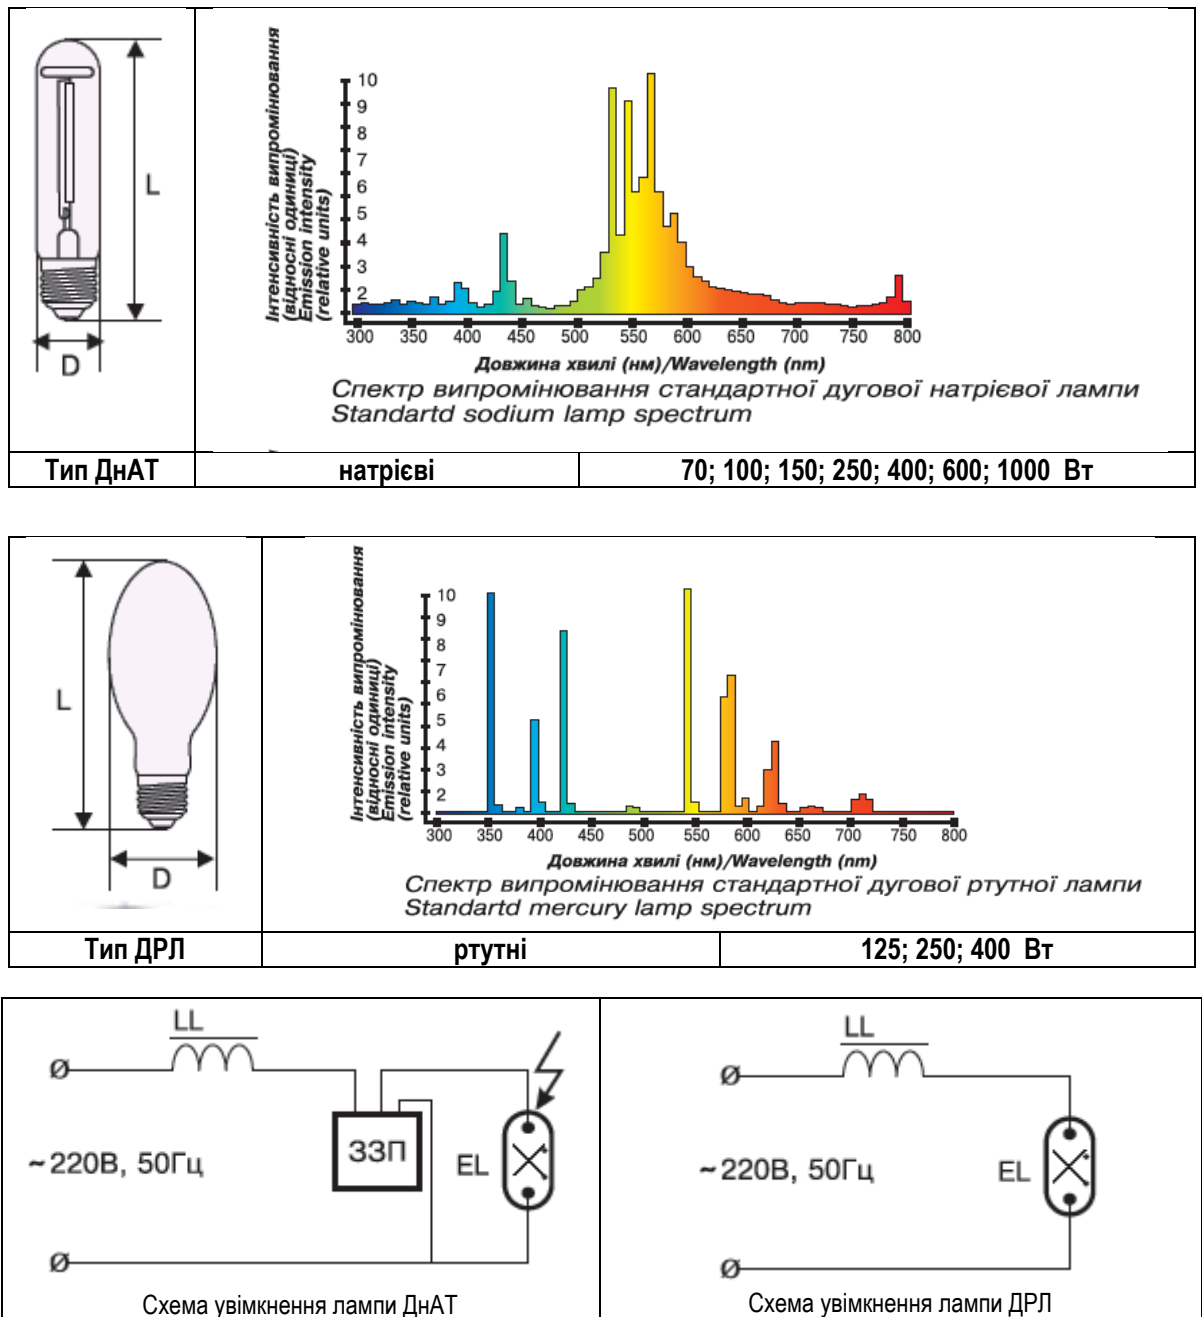 L
D
Інтенсивність випромінювання
(відносні одиниці)
Emission intensity
(relative units)
10
9
8
7
6
5
4
3
2
300 350 400 450 500 550 600 650 700 750 800
Довжина хвилі (нм)/Wavelength (nm)
Спектр випромінювання стандартної дугової натрієвої лампи
Standartd sodium lamp spectrum
Тип ДнАТ натрієві 70; 100; 150; 250; 400; 600; 1000 Вт
L
D
Інтенсивність випромінювання
(відносні одиниці)
Emission intensity
(relative units)
10
9
8
7
6
5
4
3
2
300 350 400 450 500 550 600 650 700 750 800
Довжина хвилі (нм)/Wavelength (nm)
Спектр випромінювання стандартної дугової ртутної лампи
Standartd mercury lamp spectrum
Тип ДРЛ ртутні 125; 250; 400 Вт
LL
ЗЗП
EL
~220В, 50Гц
Схема увімкнення лампи ДнАТ
LL
EL
~220В, 50Гц
Схема увімкнення лампи ДРЛ